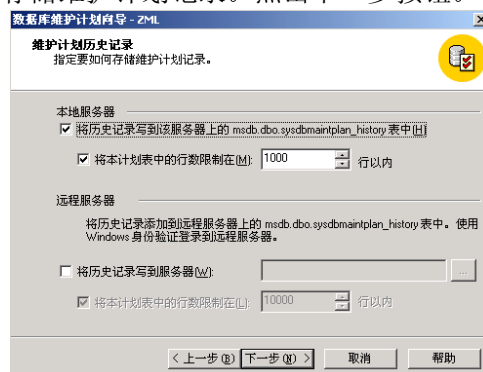 数据库维护计划向导 - ZML
维护计划历史记录
指定要如何存储维护计划记录。
本地服务器
将历史记录写到该服务器上的 msdb.dbo.sysdbmaintplan_history 表中(H)
将本计划表中的行数限制在(M): 1000 行以内
远程服务器
将历史记录添加到远程服务器上的 msdb.dbo.sysdbmaintplan_history 表中。使用
Windows 身份验证登录到远程服务器。
将历史记录写到服务器(W): ...
将本计划表中的行数限制在(L): 10000 行以内
< 上一步(B) 下一步(N) > 取消 帮助